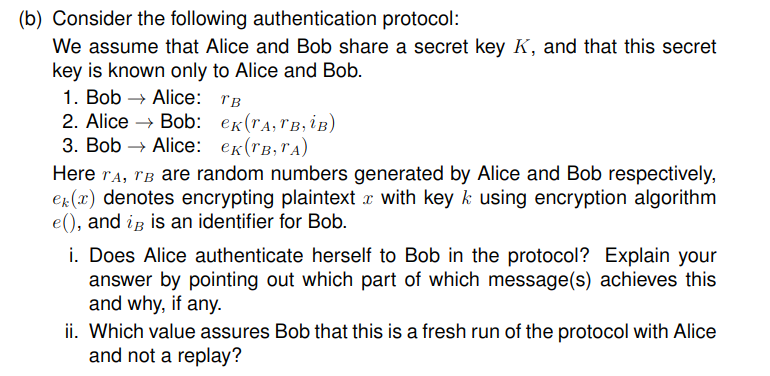 (b) Consider the following authentication protocol:
We assume that Alice and Bob share a secret key K, and that this secret
key is known only to Alice and Bob.
1. Bob → Alice: r_B
2. Alice → Bob: e_K(r_A, r_B, i_B)
3. Bob → Alice: e_K(r_B, r_A)
Here r_A, r_B are random numbers generated by Alice and Bob respectively,
e_k(x) denotes encrypting plaintext x with key k using encryption algorithm
e(), and i_B is an identifier for Bob.
i. Does Alice authenticate herself to Bob in the protocol? Explain your
answer by pointing out which part of which message(s) achieves this
and why, if any.
ii. Which value assures Bob that this is a fresh run of the protocol with Alice
and not a replay?